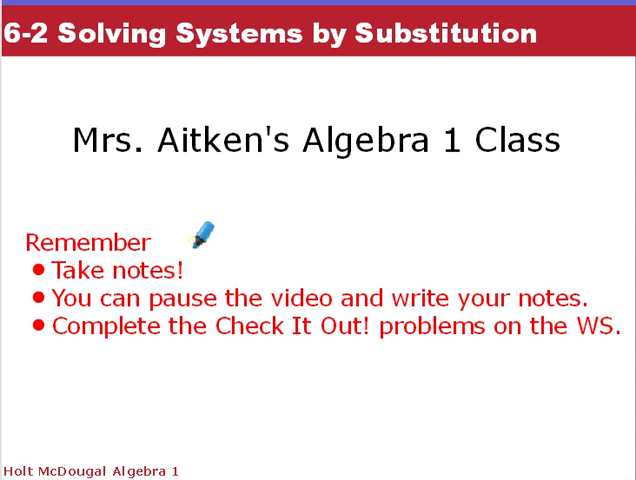 6-2 Solving Systems by Substitution
Mrs. Aitken's Algebra 1 Class
Remember
● Take notes!
● You can pause the video and write your notes.
● Complete the Check It Out! problems on the WS.
Holt McDougal Algebra 1